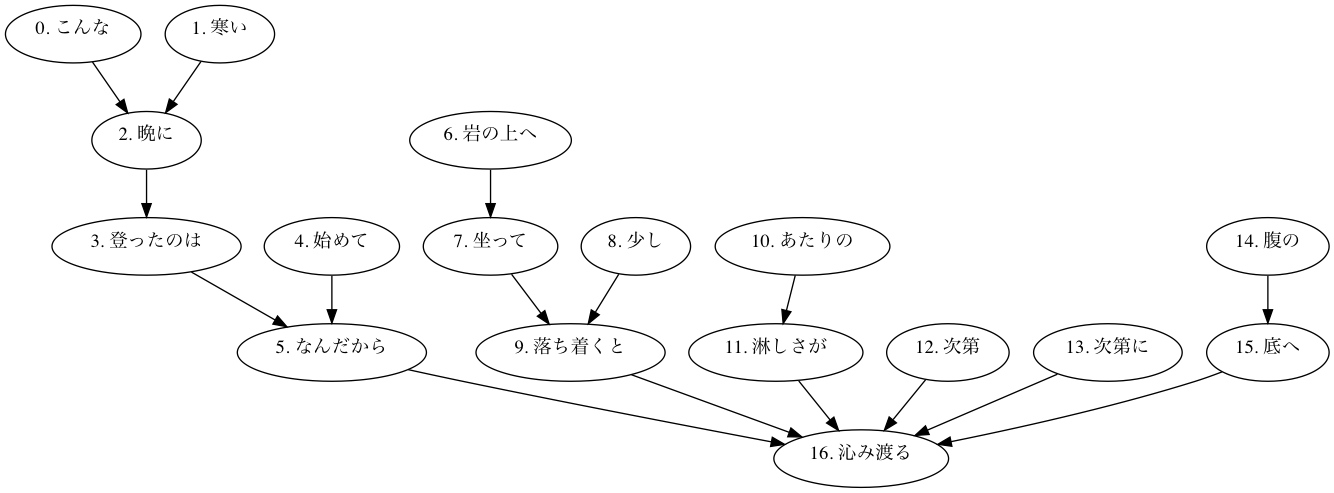 0. こんな
1. 寒い
2. 晩に
6. 岩の上へ
3. 登ったのは
4. 始めて
7. 坐って
8. 少し
10. あたりの
14. 腹の
5. なんだから
9. 落ち着くと
11. 淋しさが
12. 次第
13. 次第に
15. 底へ
16. 沁み渡る